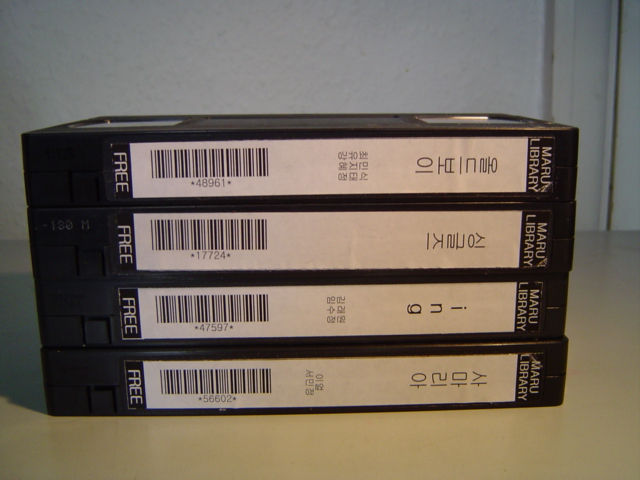 FREE
*48961*
최민식
유지태
강혜정
올드보이
MARU
LIBRARY
FREE
*17724*
싱글즈
MARU
LIBRARY
FREE
*47597*
김래원
임수정
ing
MARU
LIBRARY
FREE
*56602*
이얼
서민정
사마리아
MARU
LIBRARY